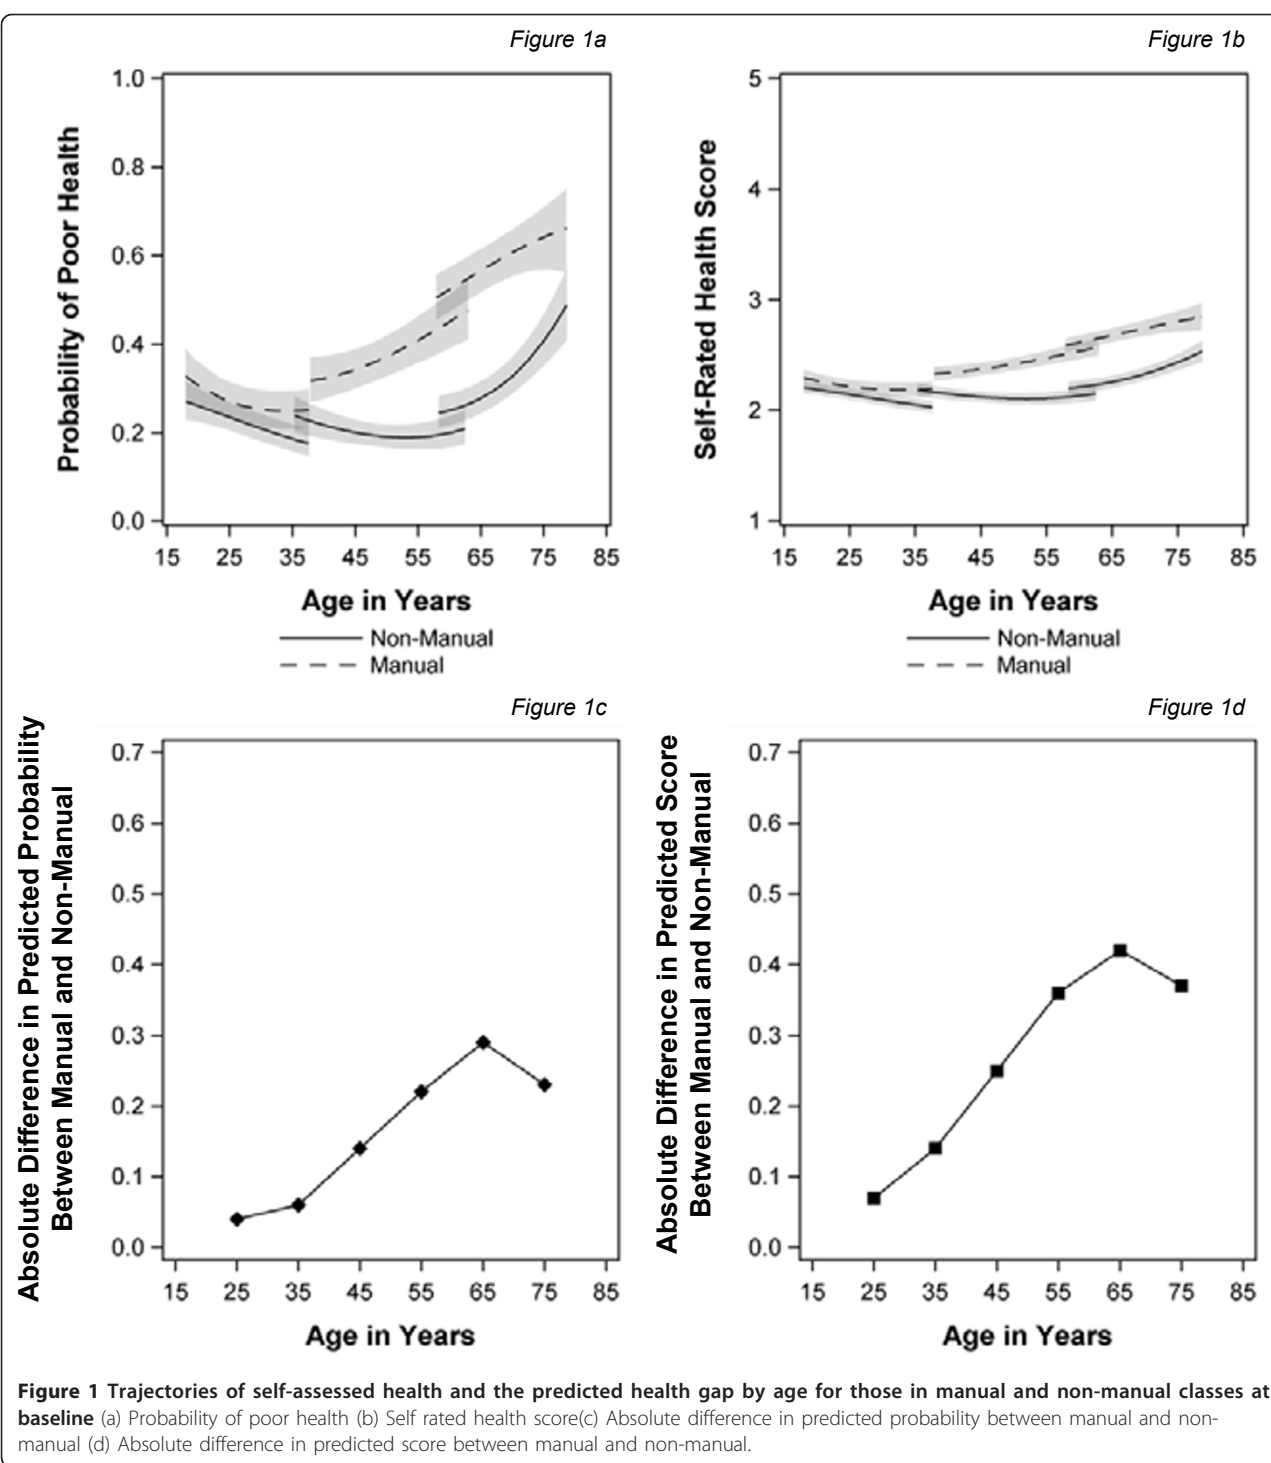 Figure 1a
1.0
0.8
0.6
0.4
0.2
0.0
Probability of Poor Health
15 25 35 45 55 65 75 85
Age in Years
Non-Manual
Manual
Figure 1b
5
4
3
2
1
Self-Rated Health Score
15 25 35 45 55 65 75 85
Age in Years
Non-Manual
Manual
Figure 1c
0.7
0.6
0.5
0.4
0.3
0.2
0.1
0.0
Absolute Difference in Predicted Probability
Between Manual and Non-Manual
15 25 35 45 55 65 75 85
Age in Years
Figure 1d
0.7
0.6
0.5
0.4
0.3
0.2
0.1
0.0
Absolute Difference in Predicted Score
Between Manual and Non-Manual
15 25 35 45 55 65 75 85
Age in Years
Figure 1 Trajectories of self-assessed health and the predicted health gap by age for those in manual and non-manual classes at
baseline (a) Probability of poor health (b) Self rated health score(c) Absolute difference in predicted probability between manual and non-
manual (d) Absolute difference in predicted score between manual and non-manual.